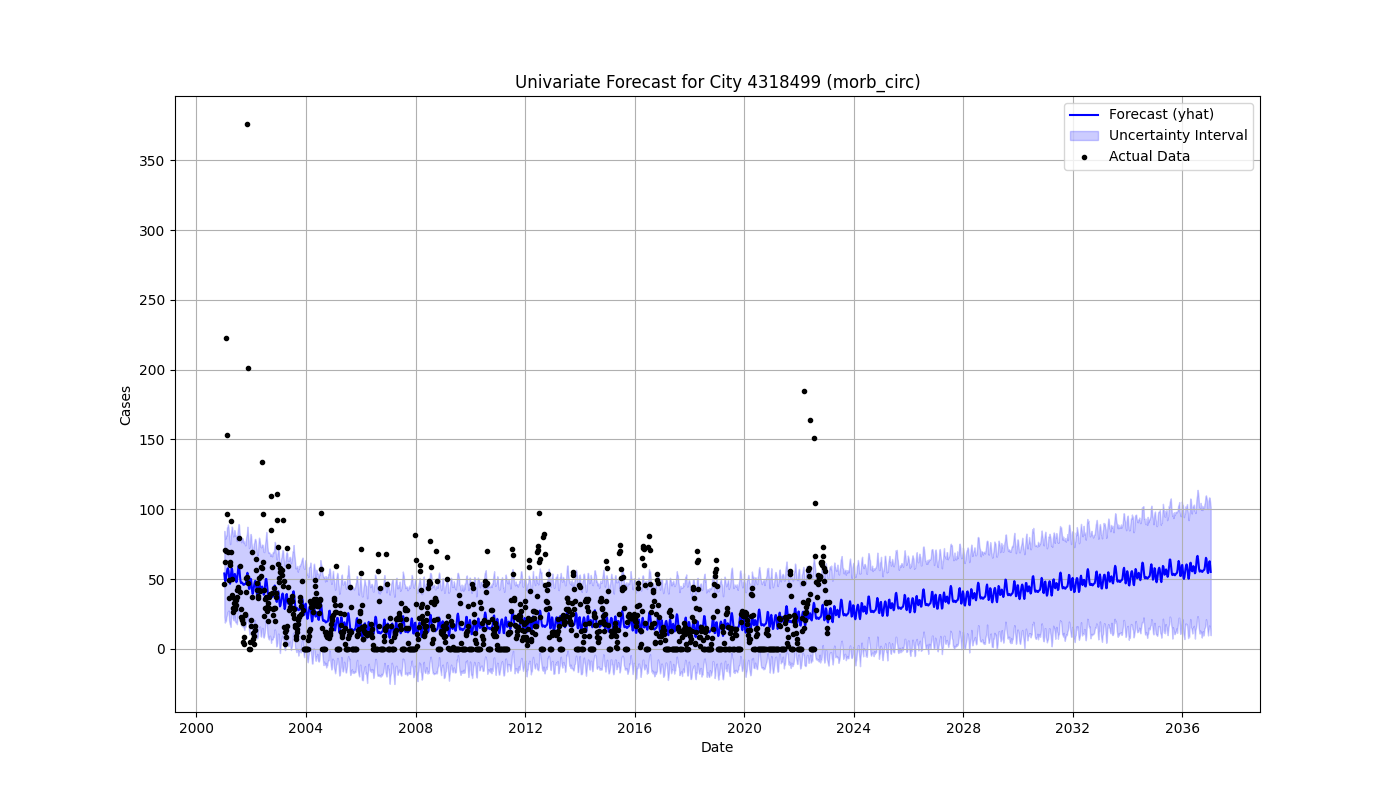 Univariate Forecast for City 4318499 (morb_circ)
Forecast (yhat)
Uncertainty Interval
Actual Data
Cases
350
300
250
200
150
100
50
0
2000 2004 2008 2012 2016 2020 2024 2028 2032 2036
Date